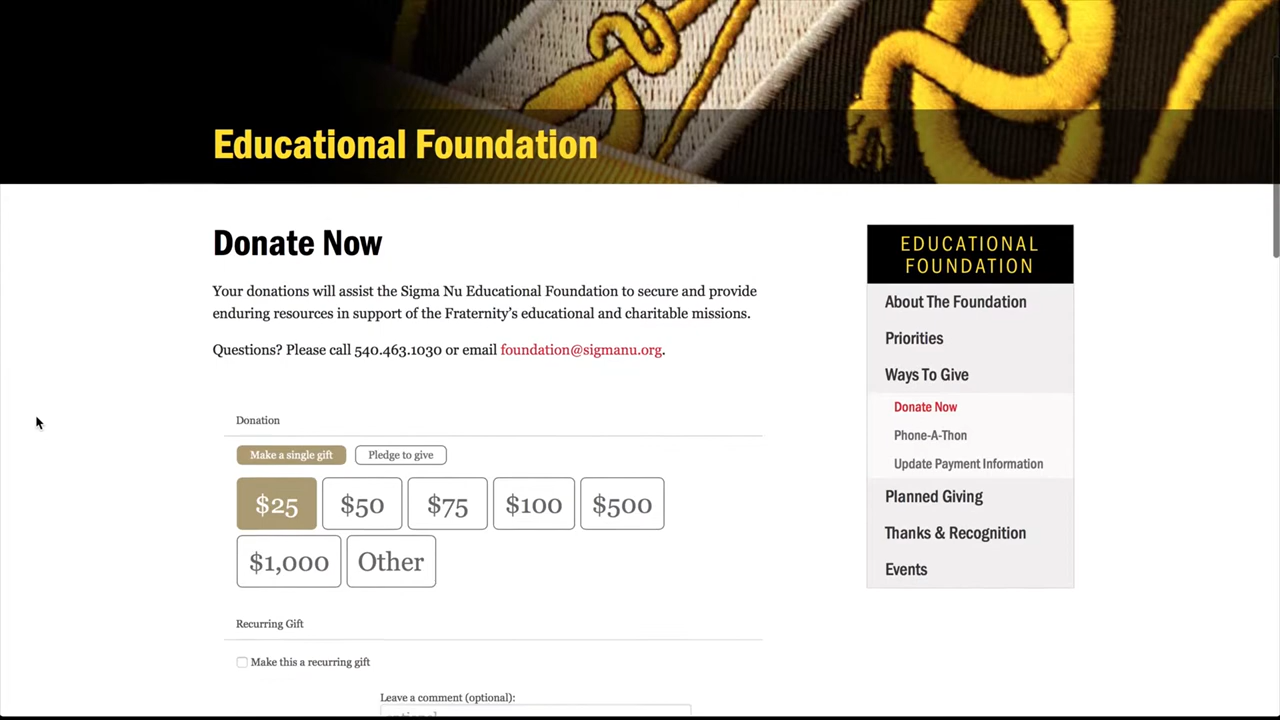 Educational Foundation
Donate Now
Your donations will assist the Sigma Nu Educational Foundation to secure and provide
enduring resources in support of the Fraternity’s educational and charitable missions.
Questions? Please call 540.463.1030 or email foundation@sigmanu.org.
Donation
Make a single gift Pledge to give
$25 $50 $75 $100 $500
$1,000 Other
Recurring Gift
Make this a recurring gift
Leave a comment (optional):
optional
EDUCATIONAL
FOUNDATION
About The Foundation
Priorities
Ways To Give
Donate Now
Phone-A-Thon
Update Payment Information
Planned Giving
Thanks & Recognition
Events